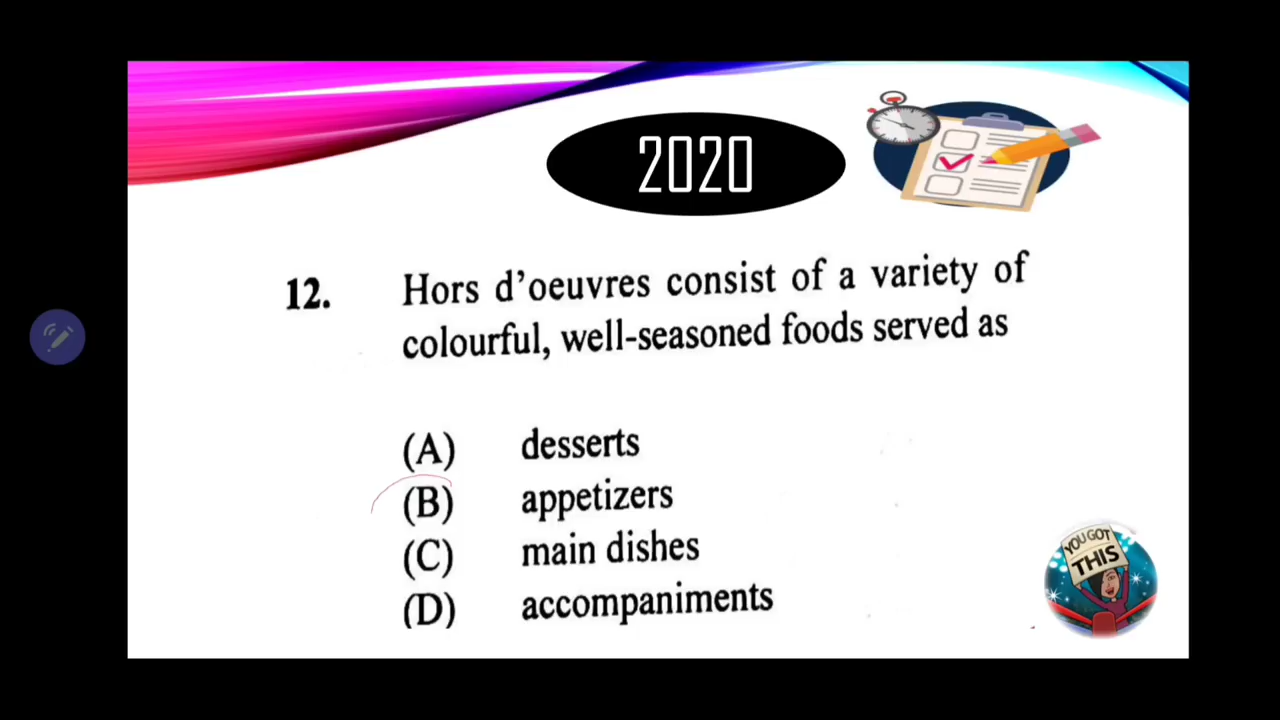 2020
12. Hors d'oeuvres consist of a variety of
colourful, well-seasoned foods served as
(A) desserts
(B) appetizers
(C) main dishes
(D) accompaniments
YOU GOT
THIS